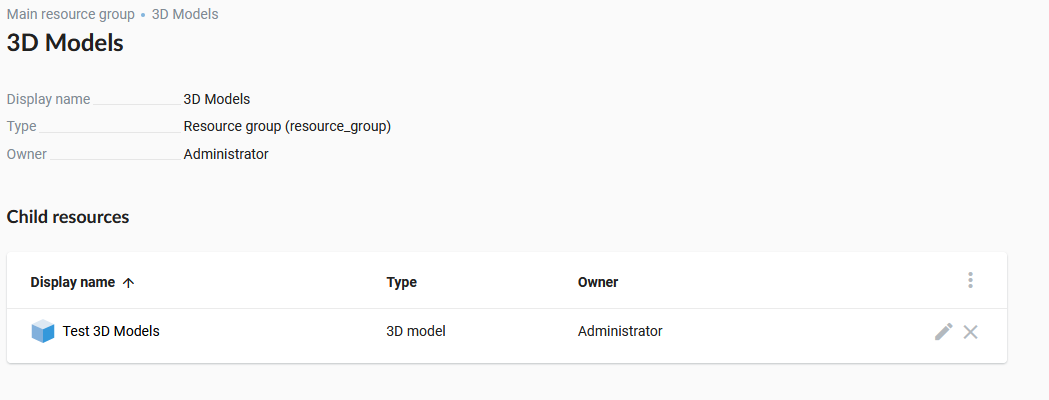 Main resource group • 3D Models
3D Models
Display name 3D Models
Type Resource group (resource_group)
Owner Administrator
Child resources
Display name Type Owner
Test 3D Models 3D model Administrator